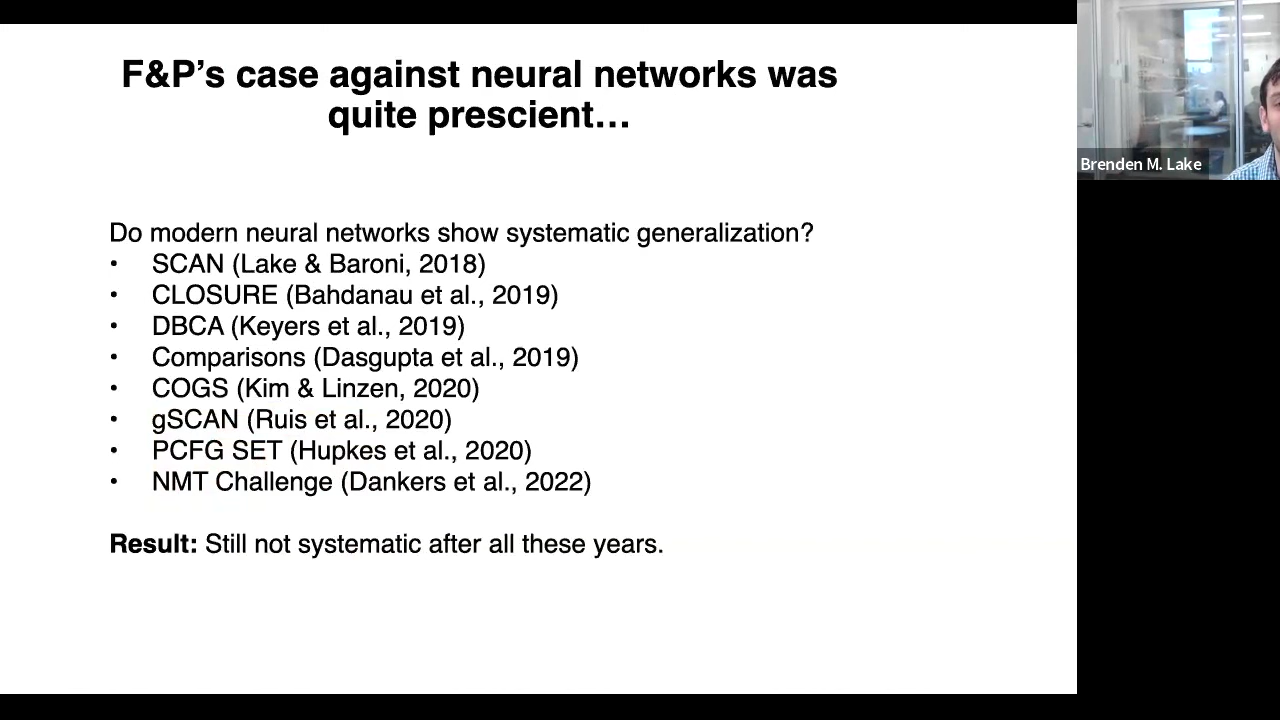 F&P’s case against neural networks was
quite prescient…
Brenden M. Lake
Do modern neural networks show systematic generalization?
• SCAN (Lake & Baroni, 2018)
• CLOSURE (Bahdanau et al., 2019)
• DBCA (Keyers et al., 2019)
• Comparisons (Dasgupta et al., 2019)
• COGS (Kim & Linzen, 2020)
• gSCAN (Ruis et al., 2020)
• PCFG SET (Hupkes et al., 2020)
• NMT Challenge (Dankers et al., 2022)
Result: Still not systematic after all these years.